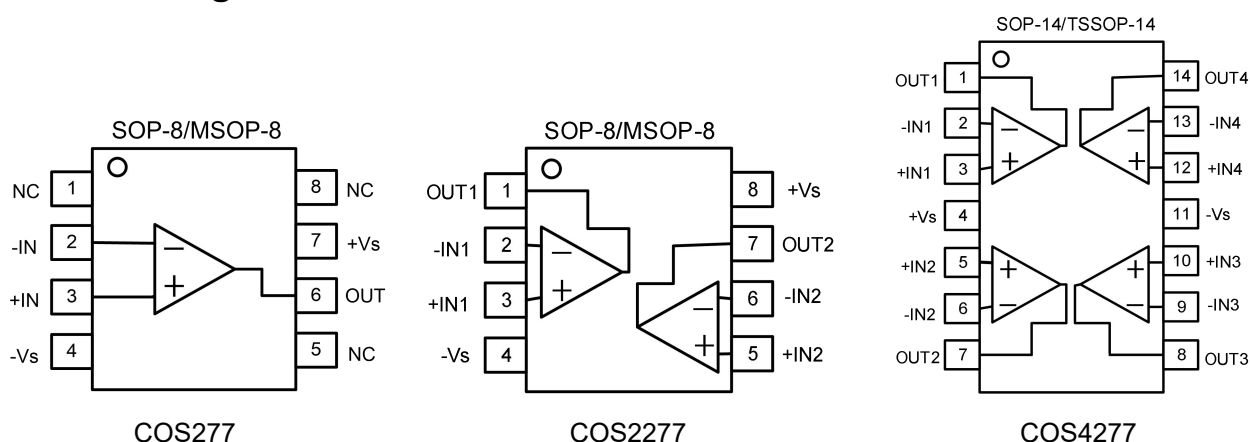 SOP-8/MSOP-8
NC 1
8 NC
-IN 2
7 +Vs
+IN 3
6 OUT
-Vs 4
5 NC
− +
COS277
SOP-8/MSOP-8
OUT1 1
8 +Vs
-IN1 2
7 OUT2
+IN1 3
6 -IN2
-Vs 4
5 +IN2
− +
− +
COS2277
SOP-14/TSSOP-14
OUT1 1
14 OUT4
-IN1 2
13 -IN4
+IN1 3
12 +IN4
+Vs 4
11 -Vs
+IN2 5
10 +IN3
-IN2 6
9 -IN3
OUT2 7
8 OUT3
− +
− +
+ −
+ −
COS4277